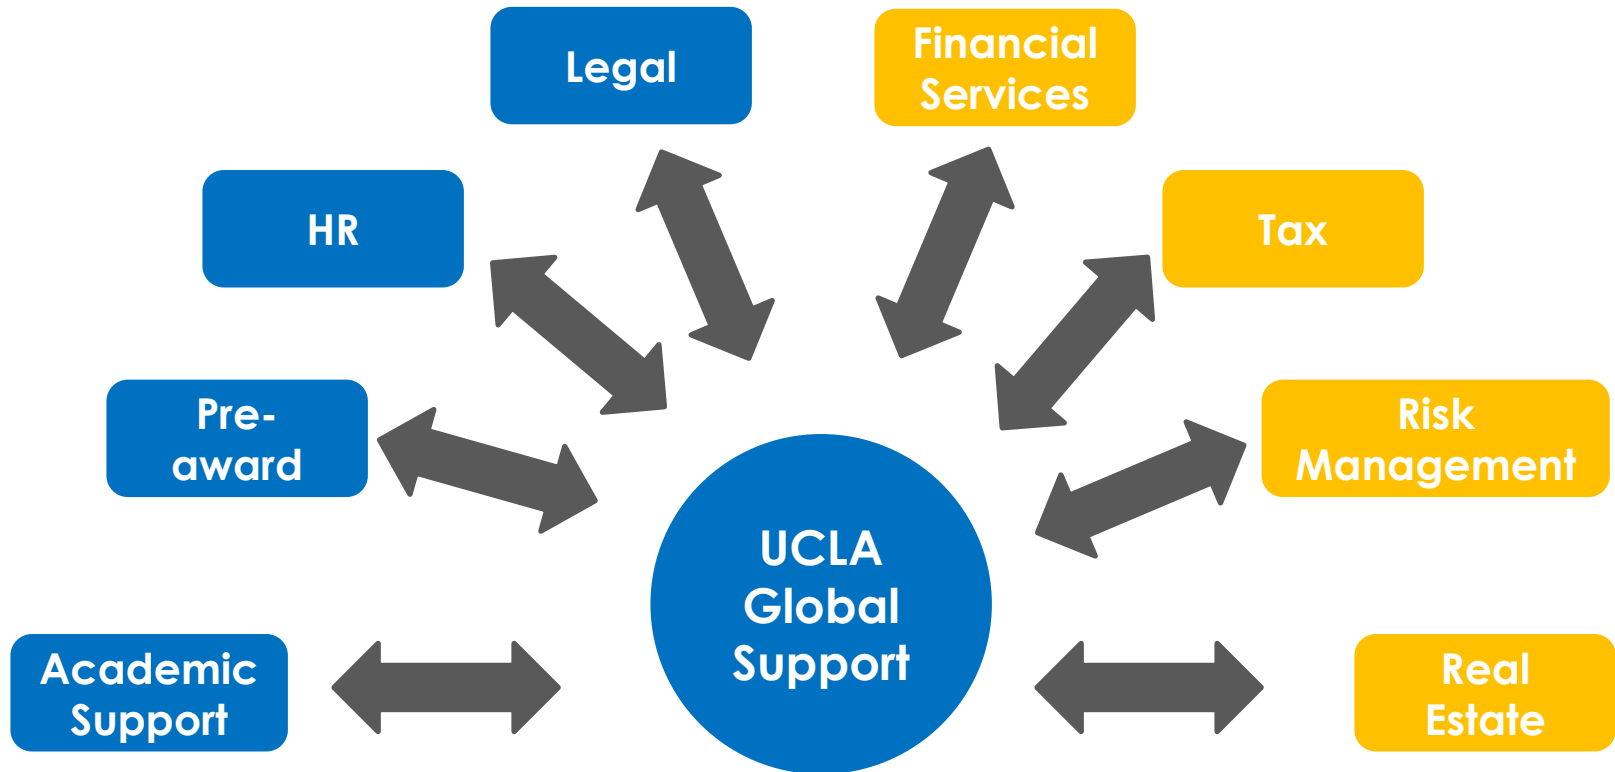 Legal
Financial
Services
HR
Tax
Pre-
award
Risk
Management
UCLA
Global
Support
Academic
Support
Real
Estate